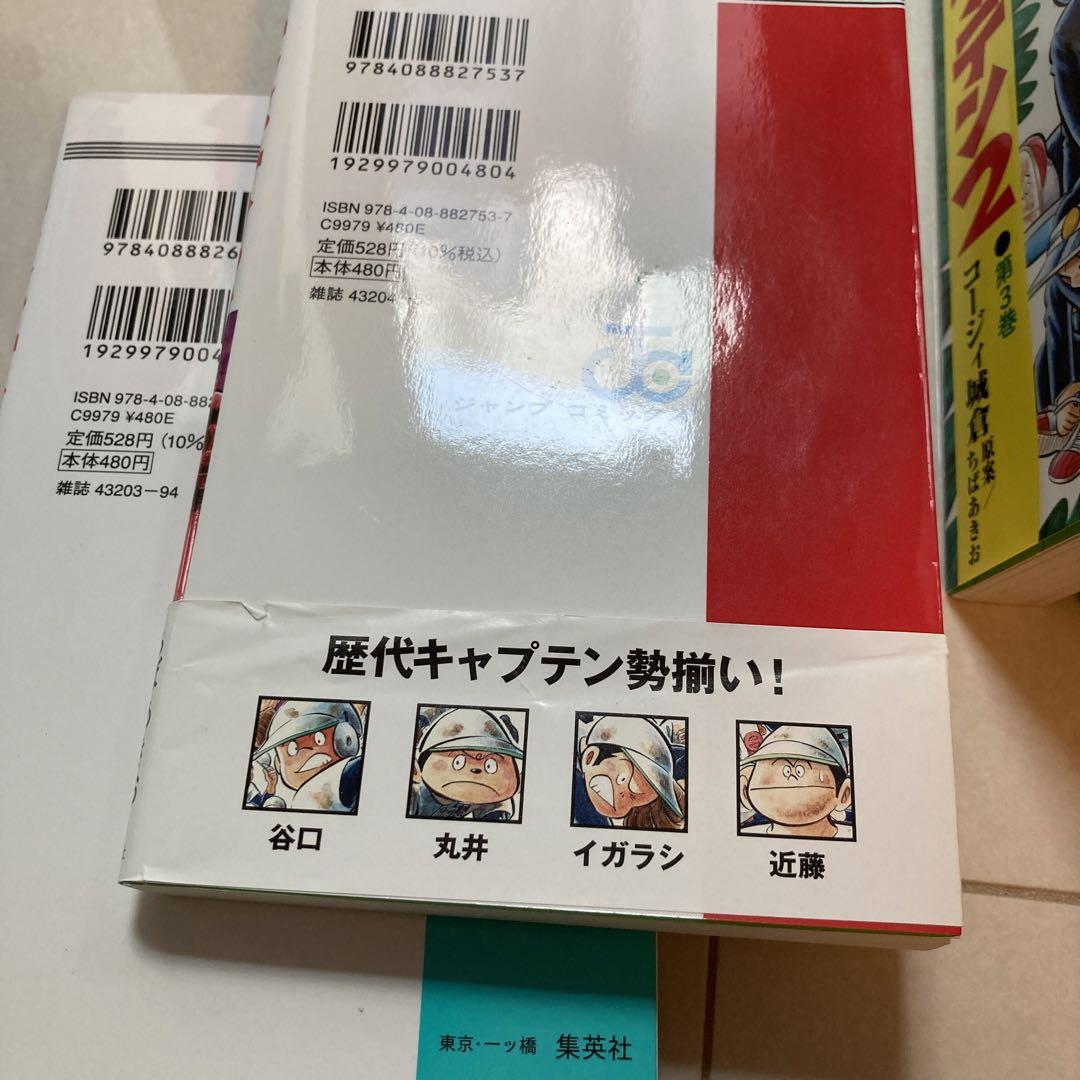 9784088827537
1929979004804
ISBN 978-4-08-882753-7
C9979 ¥480E
定価528円(10%税込)
本体480円
雑誌 43204
ジャンプ コミックス
歴代キャプテン勢揃い!
谷口
丸井
イガラシ
近藤
9784088826
1929979004
ISBN 978-4-08-88
C9979 ¥480E
定価528円(10%
本体480円
雑誌 43203-94
東京・一ッ橋 集英社
テン2
●第3巻
コージィ城倉 原案/ちばあきお